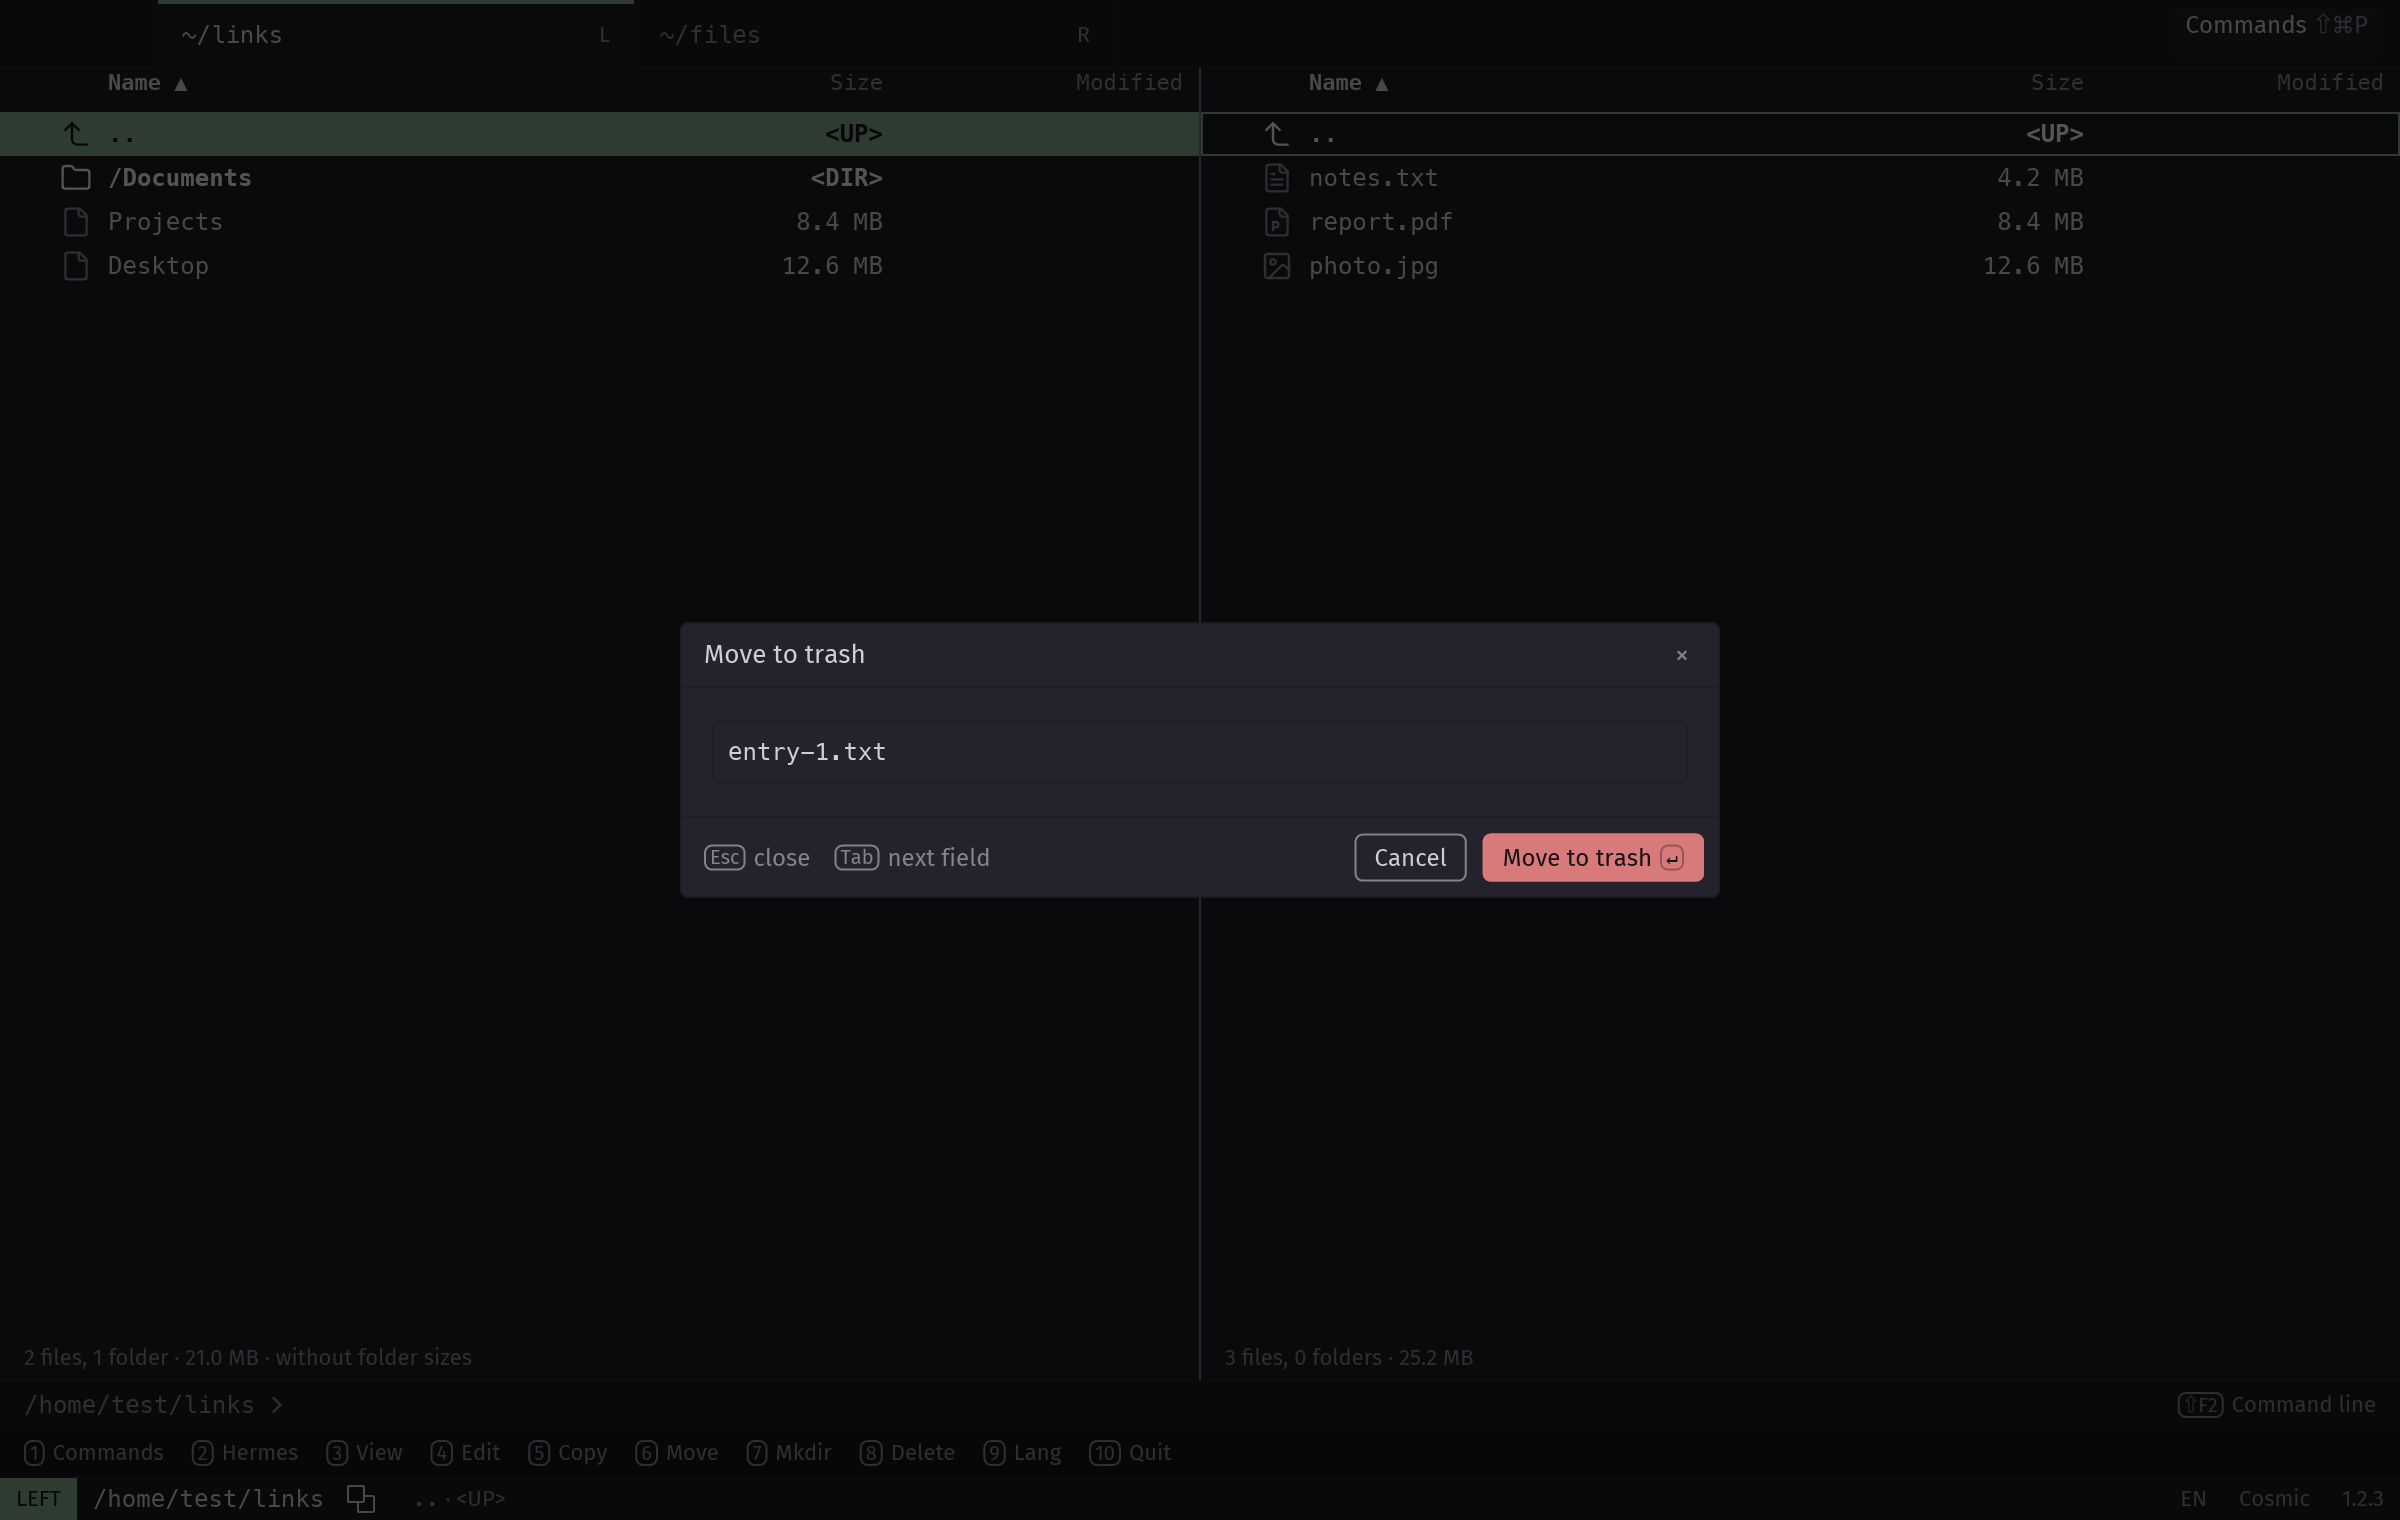 ~/links L ~/files R Commands ⇧⌘P
Name ▲ Size Modified Name ▲ Size Modified
.. <UP> .. <UP>
/Documents <DIR> notes.txt 4.2 MB
Projects 8.4 MB report.pdf 8.4 MB
Desktop 12.6 MB photo.jpg 12.6 MB
Move to trash ×
entry-1.txt
Esc close Tab next field Cancel Move to trash ↵
2 files, 1 folder · 21.0 MB · without folder sizes 3 files, 0 folders · 25.2 MB
/home/test/links > ⇧F2 Command line
1 Commands 2 Hermes 3 View 4 Edit 5 Copy 6 Move 7 Mkdir 8 Delete 9 Lang 10 Quit
LEFT /home/test/links .. · <UP> EN Cosmic 1.2.3